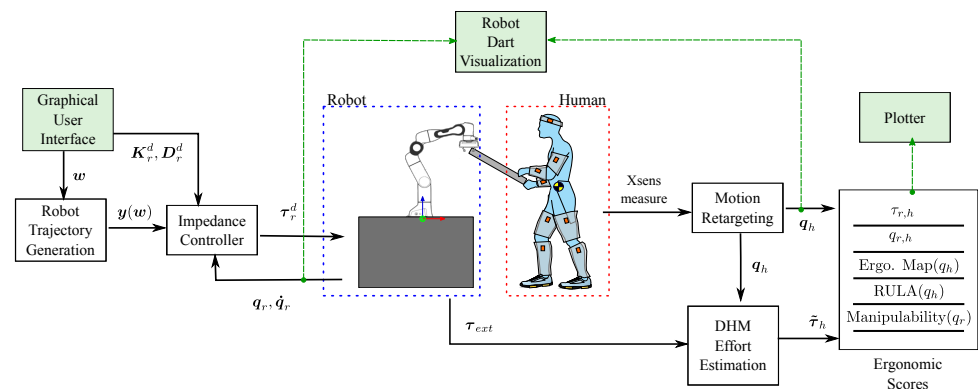 Robot
Dart
Visualization
Graphical
User
Interface
Robot
Human
Plotter
K_r^d, D_r^d
w
Xsens
measure
Robot
Trajectory
Generation
y(w)
Impedance
Controller
τ_r^d
Motion
Retargeting
q_h
τ_{r,h}
q_{r,h}
Ergo. Map(q_h)
RULA(q_h)
Manipulability(q_r)
q_r, q̇_r
q_h
τ_{ext}
DHM
Effort
Estimation
τ̃_h
Ergonomic
Scores